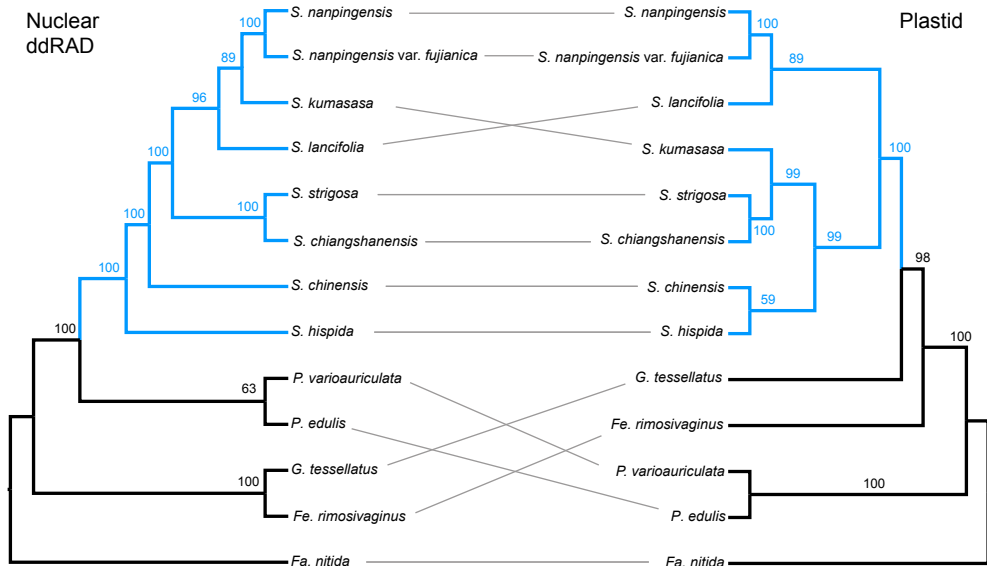 Nuclear
ddRAD
Plastid
S. nanpingensis
S. nanpingensis var. fujianica
S. kumasasa
S. lancifolia
S. strigosa
S. chiangshanensis
S. chinensis
S. hispida
P. varioauriculata
P. edulis
G. tessellatus
Fe. rimosivaginus
Fa. nitida
100
89
96
100
100
100
100
100
63
100
S. nanpingensis
S. nanpingensis var. fujianica
S. lancifolia
S. kumasasa
S. strigosa
S. chiangshanensis
S. chinensis
S. hispida
G. tessellatus
Fe. rimosivaginus
P. varioauriculata
P. edulis
Fa. nitida
100
89
100
99
100
99
59
98
100
100